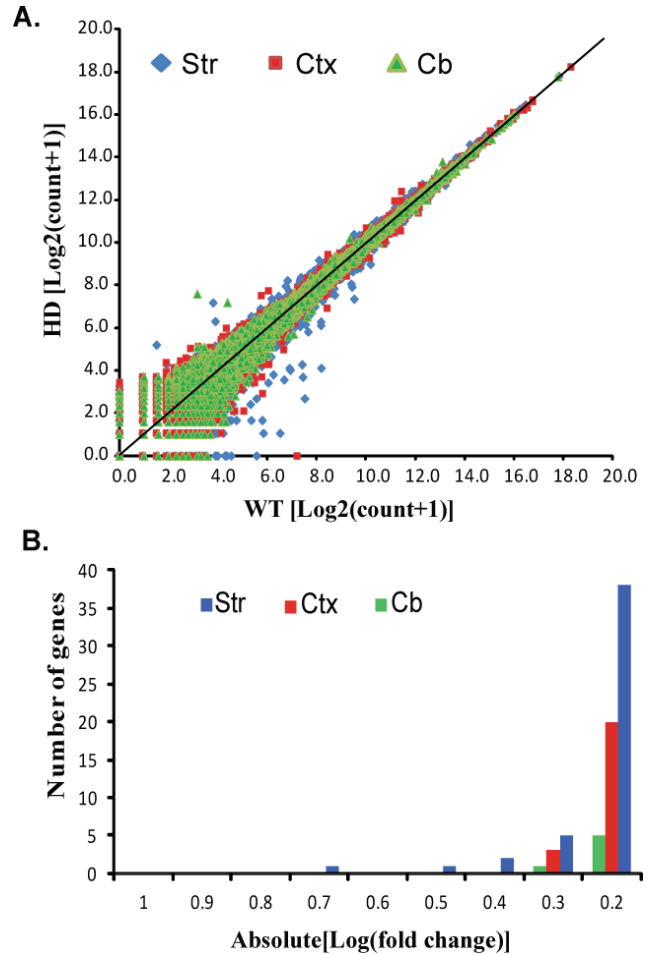 A.
20.0
18.0
16.0
14.0
12.0
10.0
8.0
6.0
4.0
2.0
0.0
HD [Log2(count+1)]
Str Ctx Cb
0.0 2.0 4.0 6.0 8.0 10.0 12.0 14.0 16.0 18.0 20.0
WT [Log2(count+1)]
B.
40
35
30
25
20
15
10
5
0
Number of genes
Str Ctx Cb
1 0.9 0.8 0.7 0.6 0.5 0.4 0.3 0.2
Absolute[Log(fold change)]